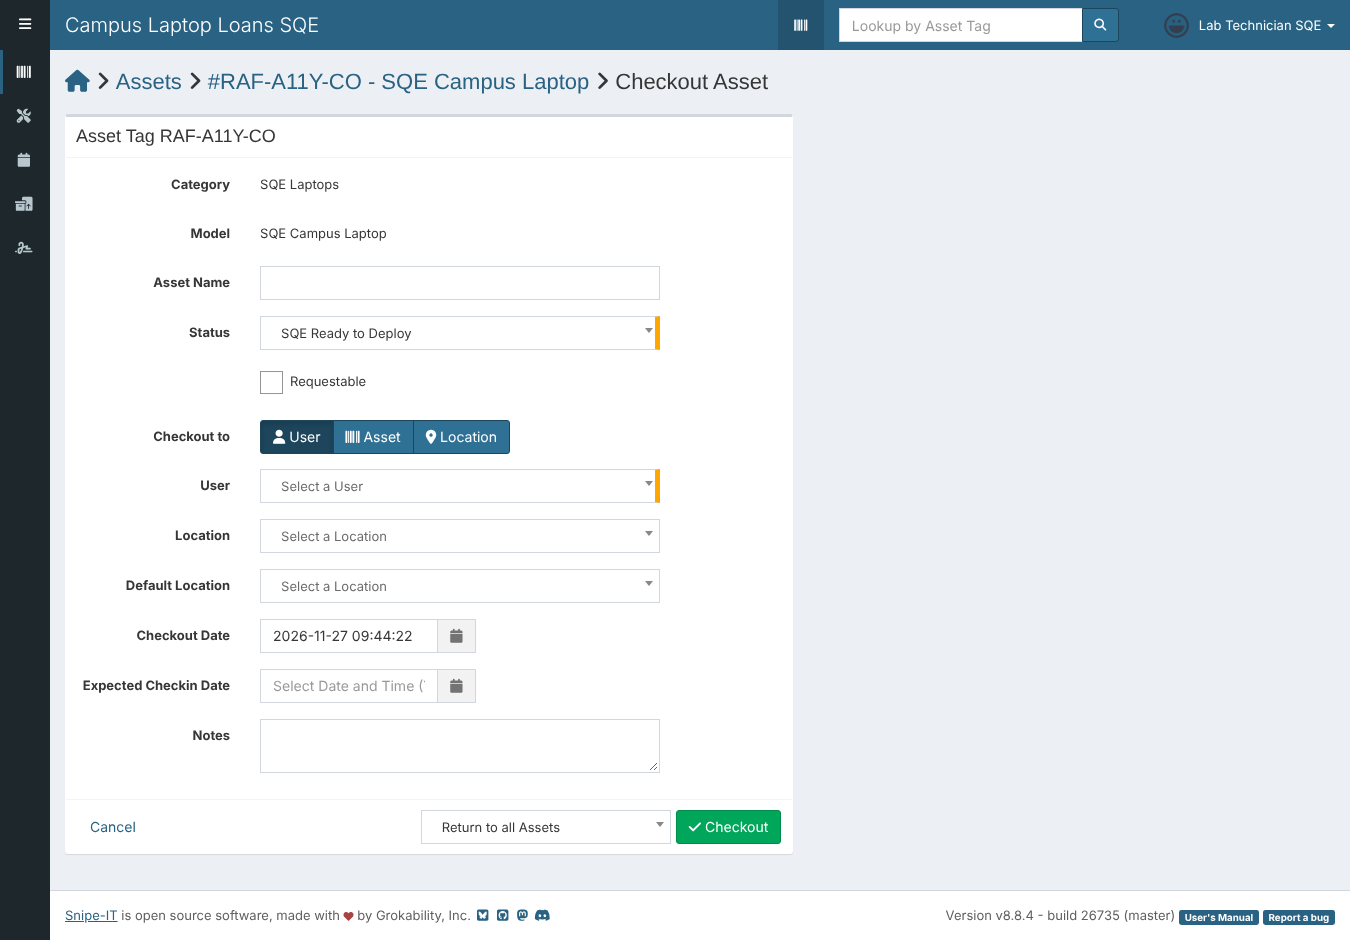 Campus Laptop Loans SQE
Lookup by Asset Tag
Lab Technician SQE
Assets #RAF-A11Y-CO - SQE Campus Laptop Checkout Asset
Asset Tag RAF-A11Y-CO
Category SQE Laptops
Model SQE Campus Laptop
Asset Name
Status SQE Ready to Deploy
Requestable
Checkout to User Asset Location
User Select a User
Location Select a Location
Default Location Select a Location
Checkout Date 2026-11-27 09:44:22
Expected Checkin Date Select Date and Time (
Notes
Cancel Return to all Assets Checkout
Snipe-IT is open source software, made with by Grokability, Inc.
Version v8.8.4 - build 26735 (master) User's Manual Report a bug